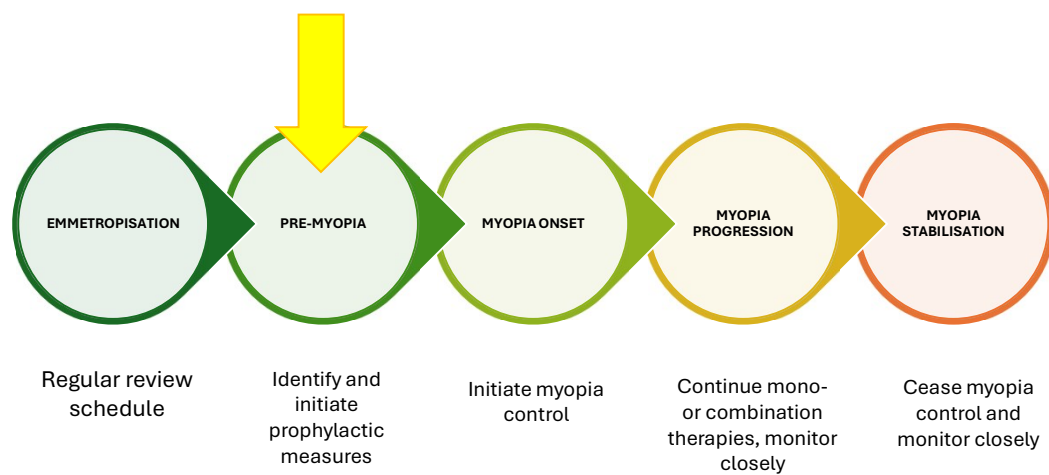 EMMETROPISATION
PRE-MYOPIA
MYOPIA ONSET
MYOPIA
PROGRESSION
MYOPIA
STABILISATION
Regular review
schedule
Identify and
initiate
prophylactic
measures
Initiate myopia
control
Continue mono-
or combination
therapies, monitor
closely
Cease myopia
control and
monitor closely